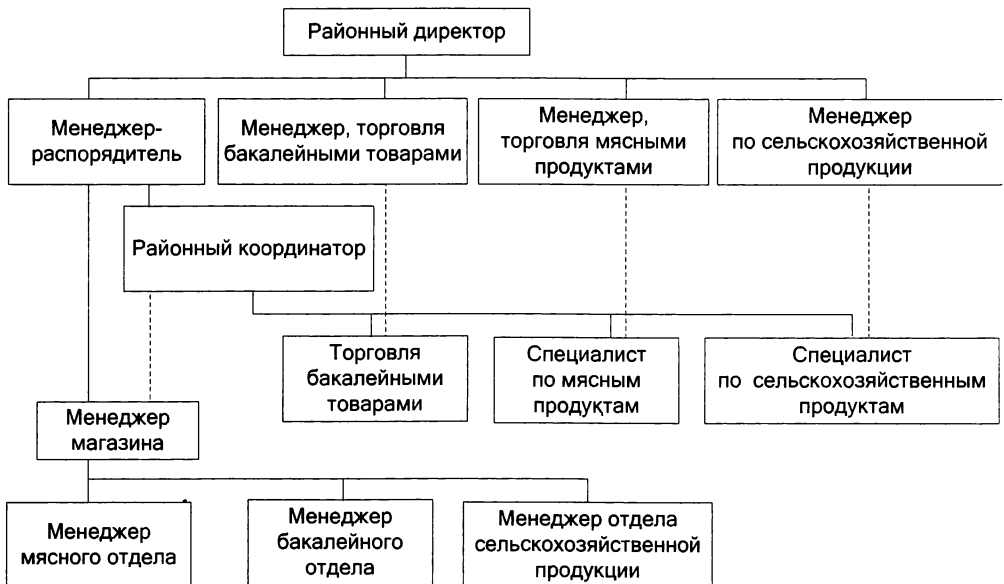 Районный директор
Менеджер-
распорядитель
Менеджер, торговля
бакалейными товарами
Менеджер,
торговля мясными
продуктами
Менеджер
по сельскохозяйственной
продукции
Районный координатор
Торговля
бакалейными
товарами
Специалист
по мясным
продуктам
Специалист
по сельскохозяйственным
продуктам
Менеджер
магазина
Менеджер
мясного отдела
Менеджер
бакалейного
отдела
Менеджер отдела
сельскохозяйственной
продукции